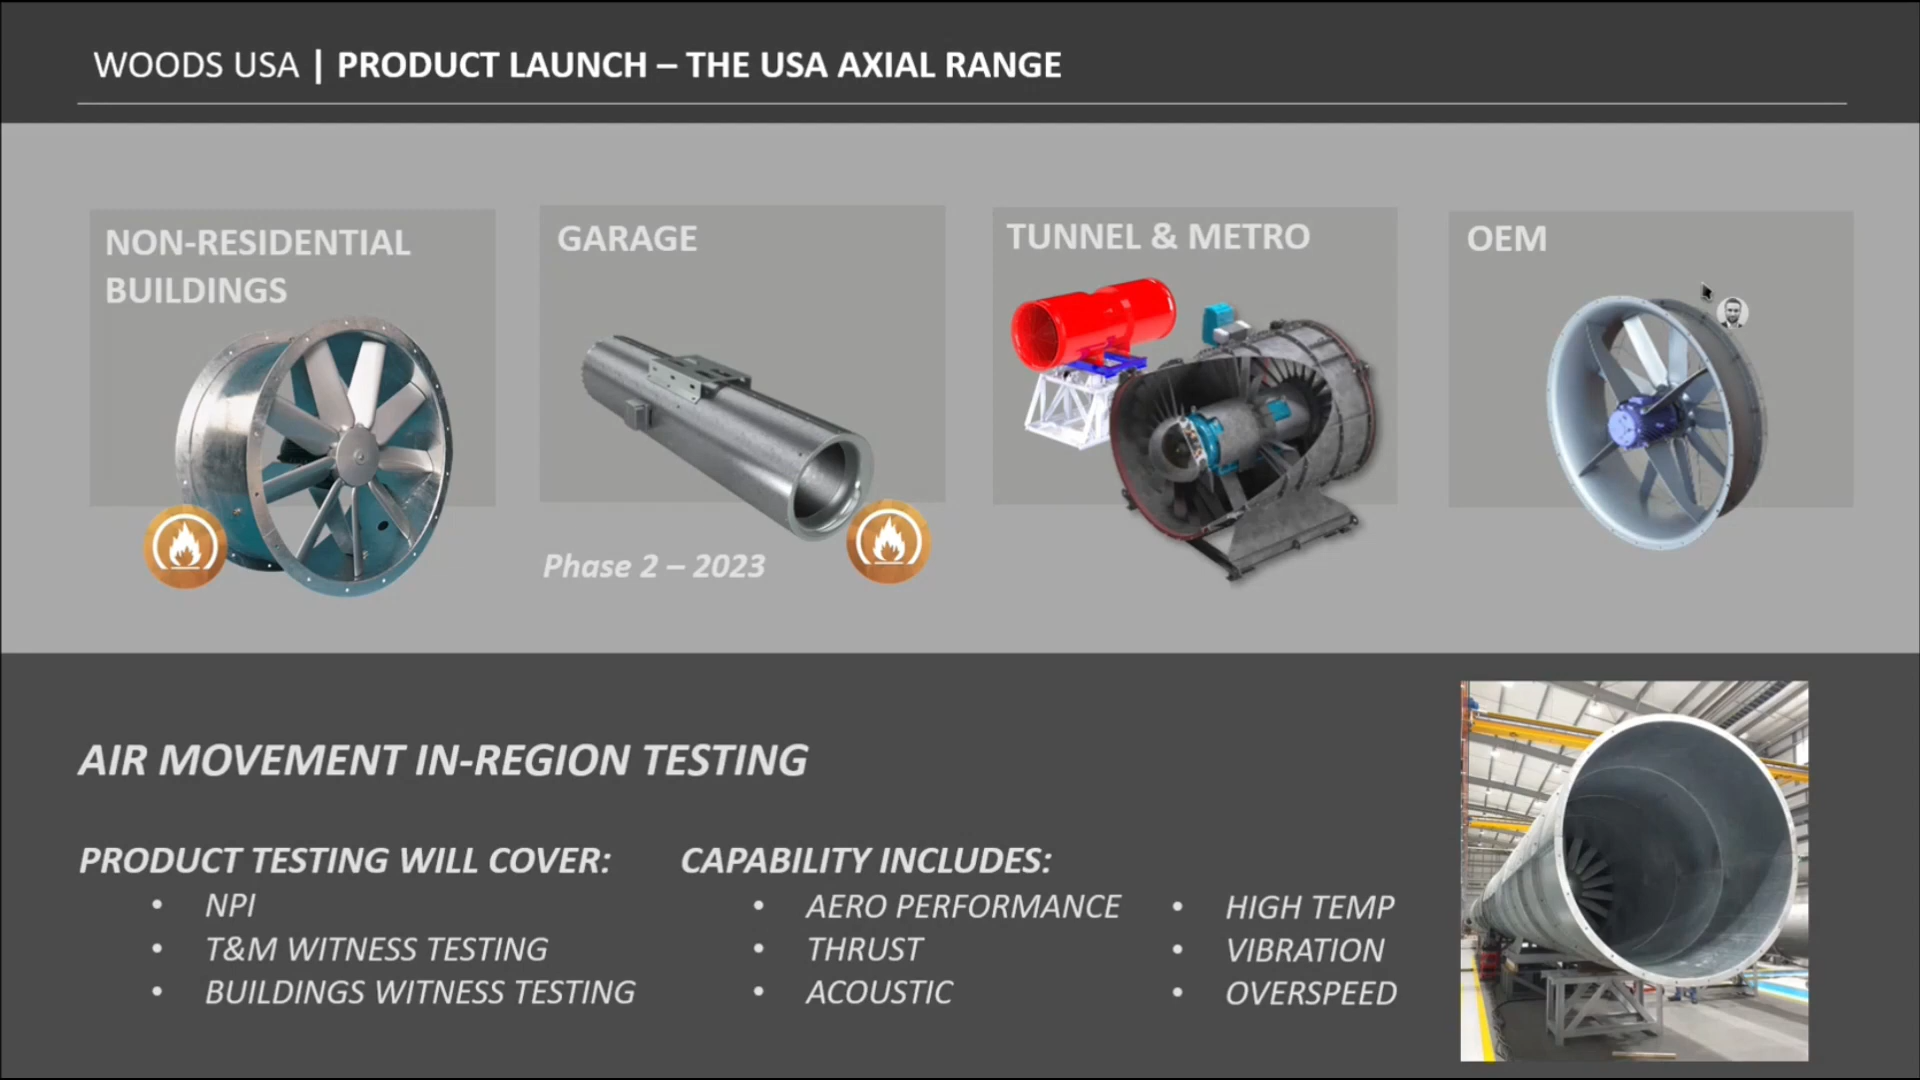 WOODS USA | PRODUCT LAUNCH – THE USA AXIAL RANGE
NON-RESIDENTIAL
BUILDINGS
GARAGE
TUNNEL & METRO
OEM
Phase 2 – 2023
AIR MOVEMENT IN-REGION TESTING
PRODUCT TESTING WILL COVER:
• NPI
• T&M WITNESS TESTING
• BUILDINGS WITNESS TESTING
CAPABILITY INCLUDES:
• AERO PERFORMANCE
• THRUST
• ACOUSTIC
• HIGH TEMP
• VIBRATION
• OVERSPEED